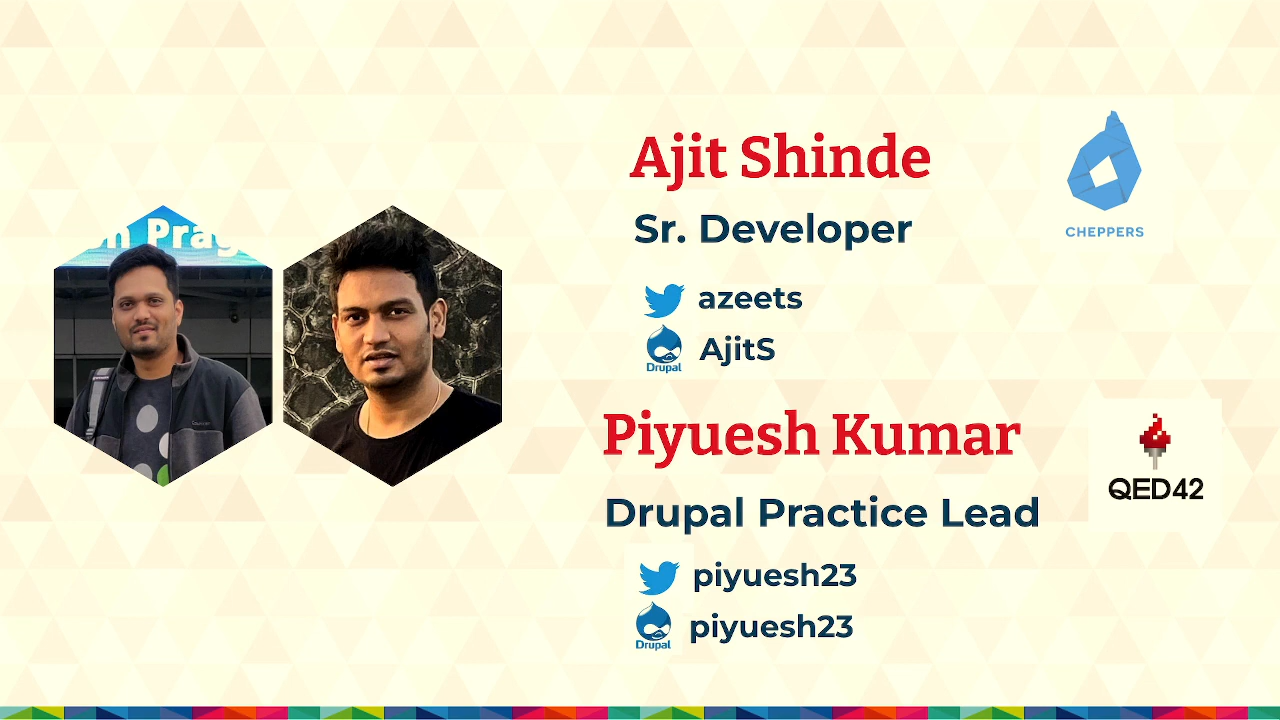 Ajit Shinde
CHEPPERS
Sr. Developer
azeets
Drupal
AjitS
Piyuesh Kumar
QED42
Drupal Practice Lead
piyuesh23
Drupal
piyuesh23